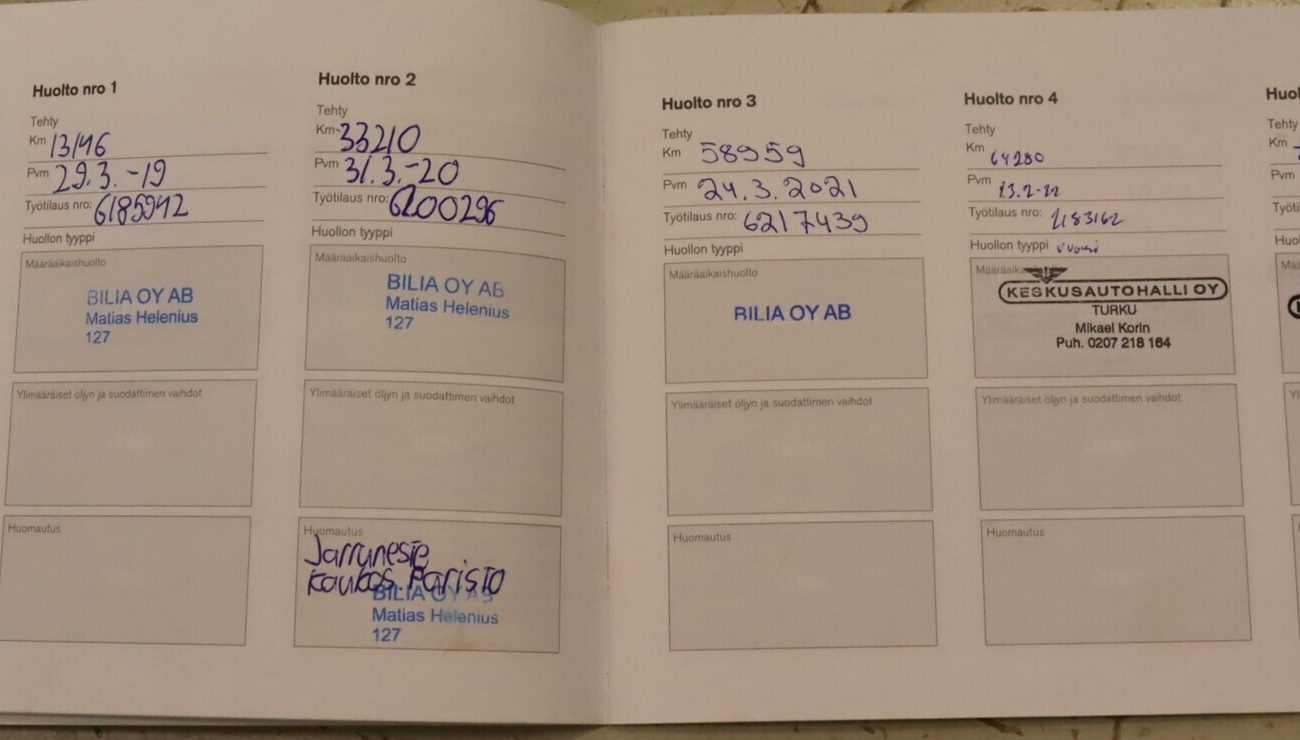 Huolto nro 1
Tehty
Km 13146
Pvm 29.3.-19
Työtilaus nro: 6185942
Huollon tyyppi
Määräaikaishuolto
BILIA OY AB
Matias Helenius
127
Ylimääräiset öljyn ja suodattimen vaihdot
Huomautus
Huolto nro 2
Tehty
Km 33210
Pvm 31.3.-20
Työtilaus nro: 6200296
Huollon tyyppi
Määräaikaishuolto
BILIA OY AB
Matias Helenius
127
Ylimääräiset öljyn ja suodattimen vaihdot
Huomautus
Jarruneste
Kaukos. Paristo
BILIA OY AB
Matias Helenius
127
Huolto nro 3
Tehty
Km 58959
Pvm 24.3.2021
Työtilaus nro: 6217439
Huollon tyyppi
Määräaikaishuolto
BILIA OY AB
Ylimääräiset öljyn ja suodattimen vaihdot
Huomautus
Huolto nro 4
Tehty
Km 64280
Pvm 23.2-22
Työtilaus nro: 2183162
Huollon tyyppi vuosi
KESKUSAUTOHALLI OY
TURKU
Mikael Korin
Puh. 0207 218 164
Ylimääräiset öljyn ja suodattimen vaihdot
Huomautus
Tehty
Km
Pvm